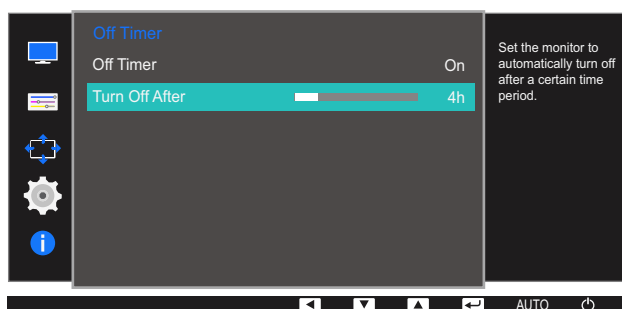 Off Timer
Off Timer On
Turn Off After 4h
Set the monitor to
automatically turn off
after a certain time
period.
i
AUTO